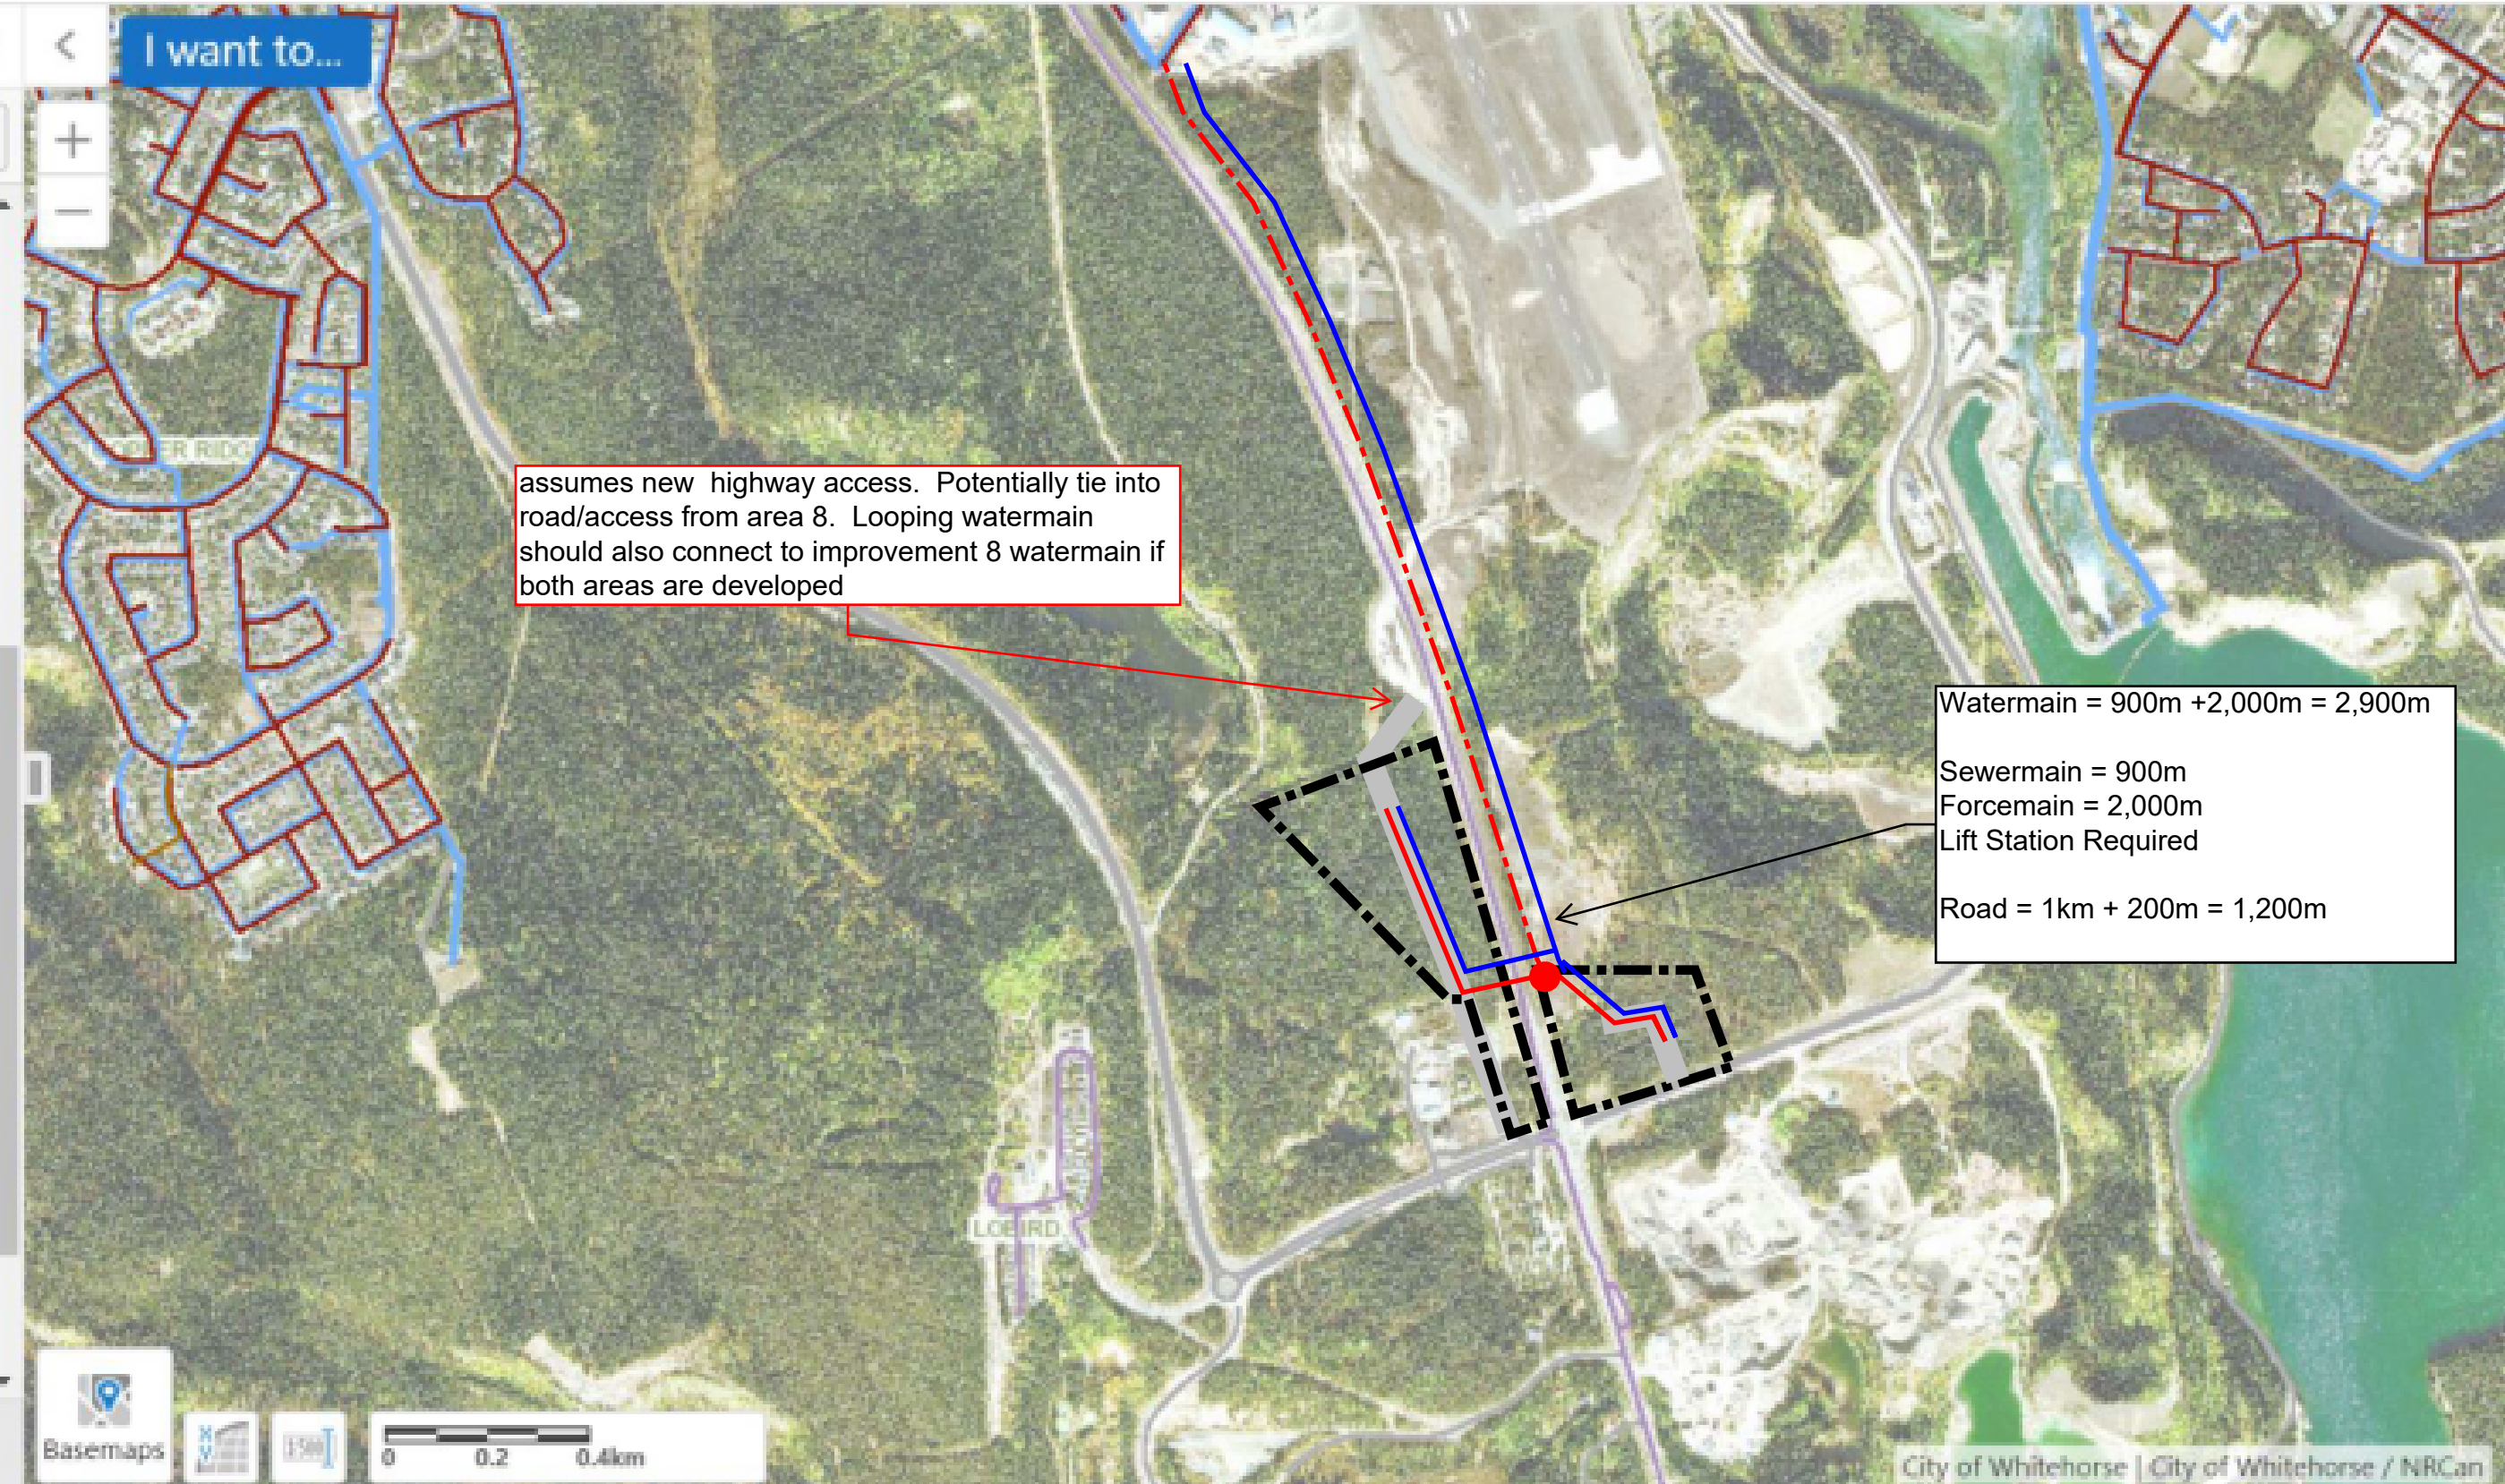 I want to...
assumes new highway access. Potentially tie into
road/access from area 8. Looping watermain
should also connect to improvement 8 watermain if
both areas are developed
Watermain = 900m +2,000m = 2,900m
Sewermain = 900m
Forcemain = 2,000m
Lift Station Required
Road = 1km + 200m = 1,200m
LOBIRD
Basemaps
0 0.2 0.4km
City of Whitehorse | City of Whitehorse / NRCan